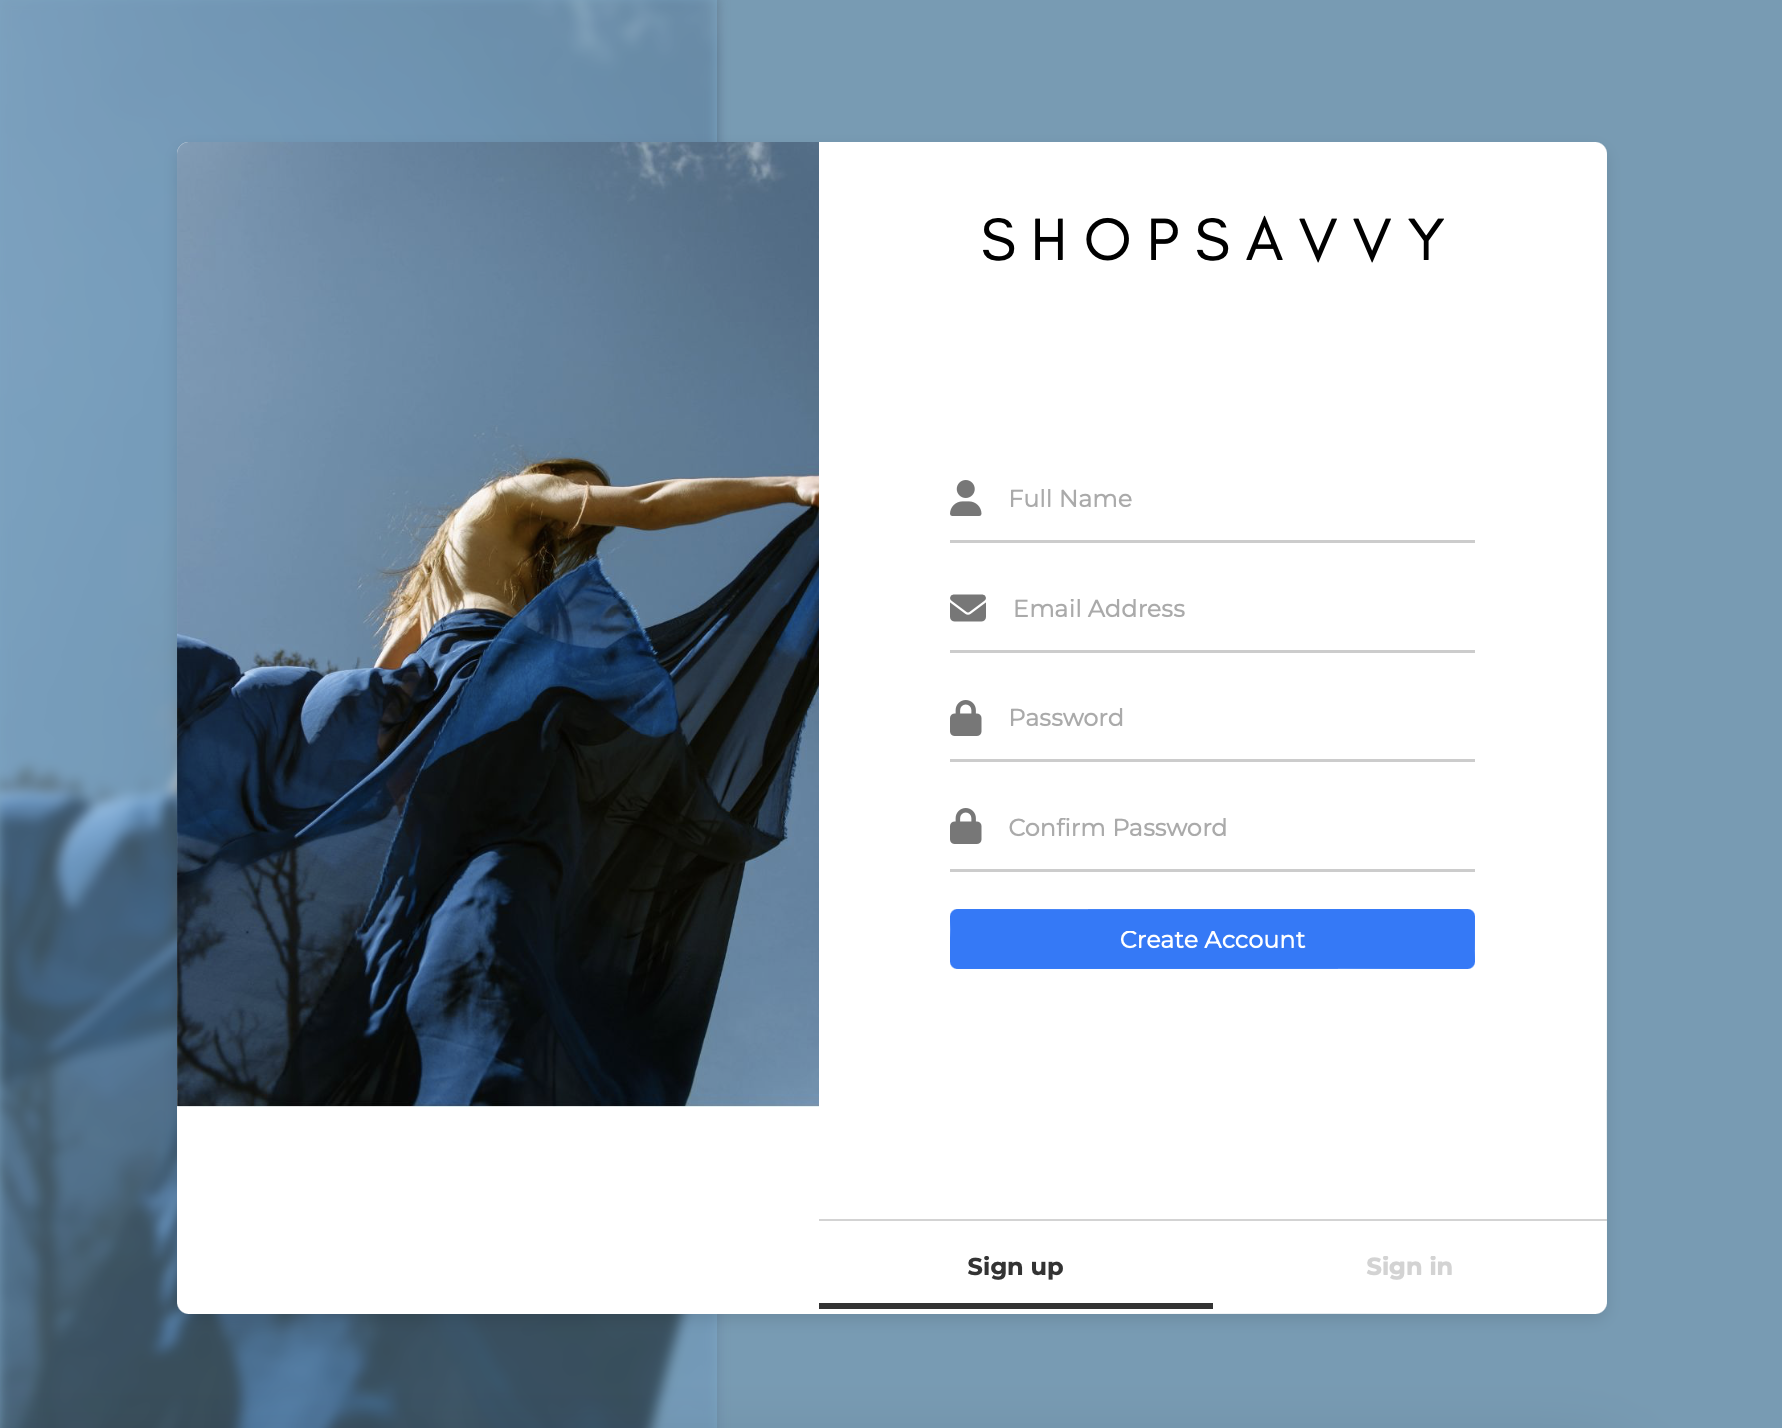 SHOPSAVVY
Full Name
Email Address
Password
Confirm Password
Create Account
Sign up
Sign in